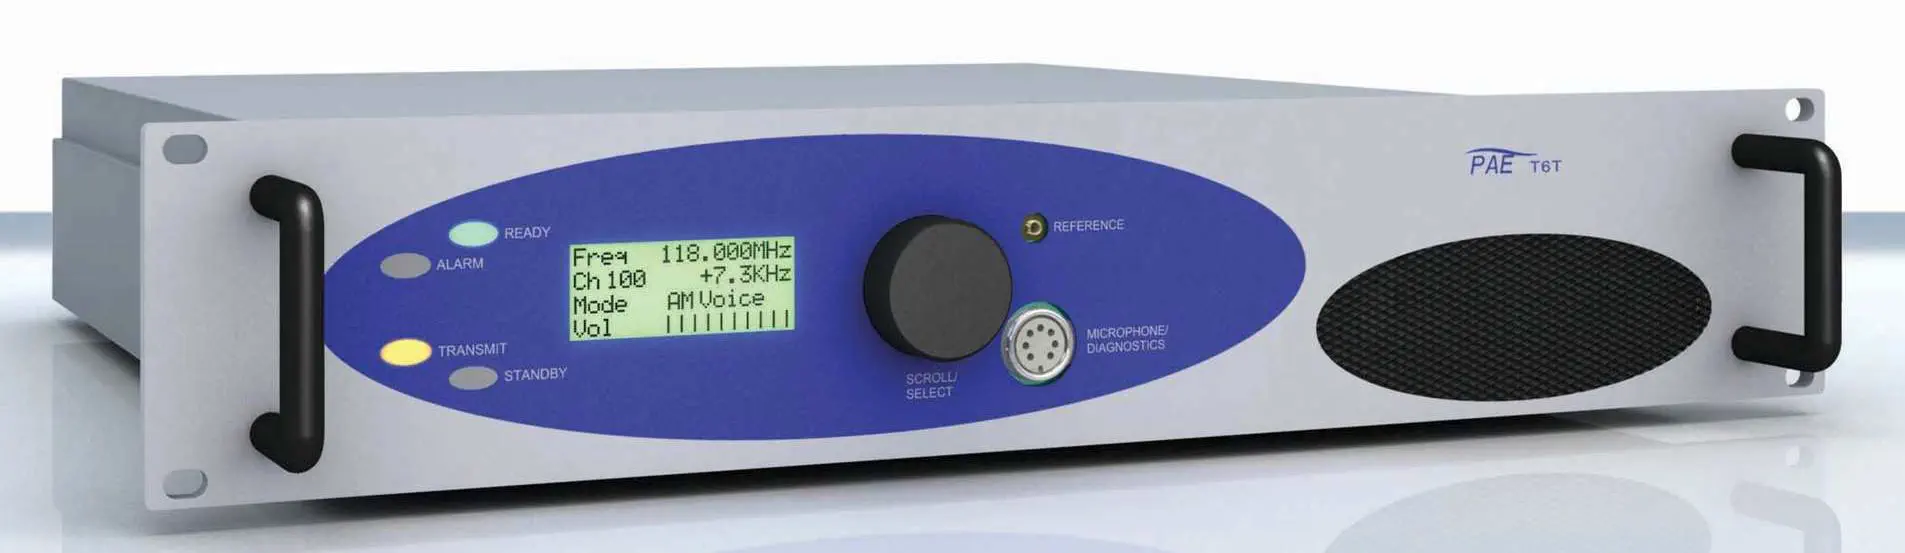 PAE T6T
READY
ALARM
TRANSMIT
STANDBY
Freq 118.000MHz
Ch 100 +7.3KHz
Mode AM Voice
Vol ||||||||||
SCROLL/
SELECT
REFERENCE
MICROPHONE/
DIAGNOSTICS